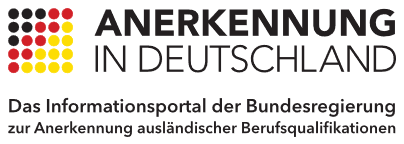 ANERKENNUNG
IN DEUTSCHLAND
Das Informationsportal der Bundesregierung
zur Anerkennung ausländischer Berufsqualifikationen